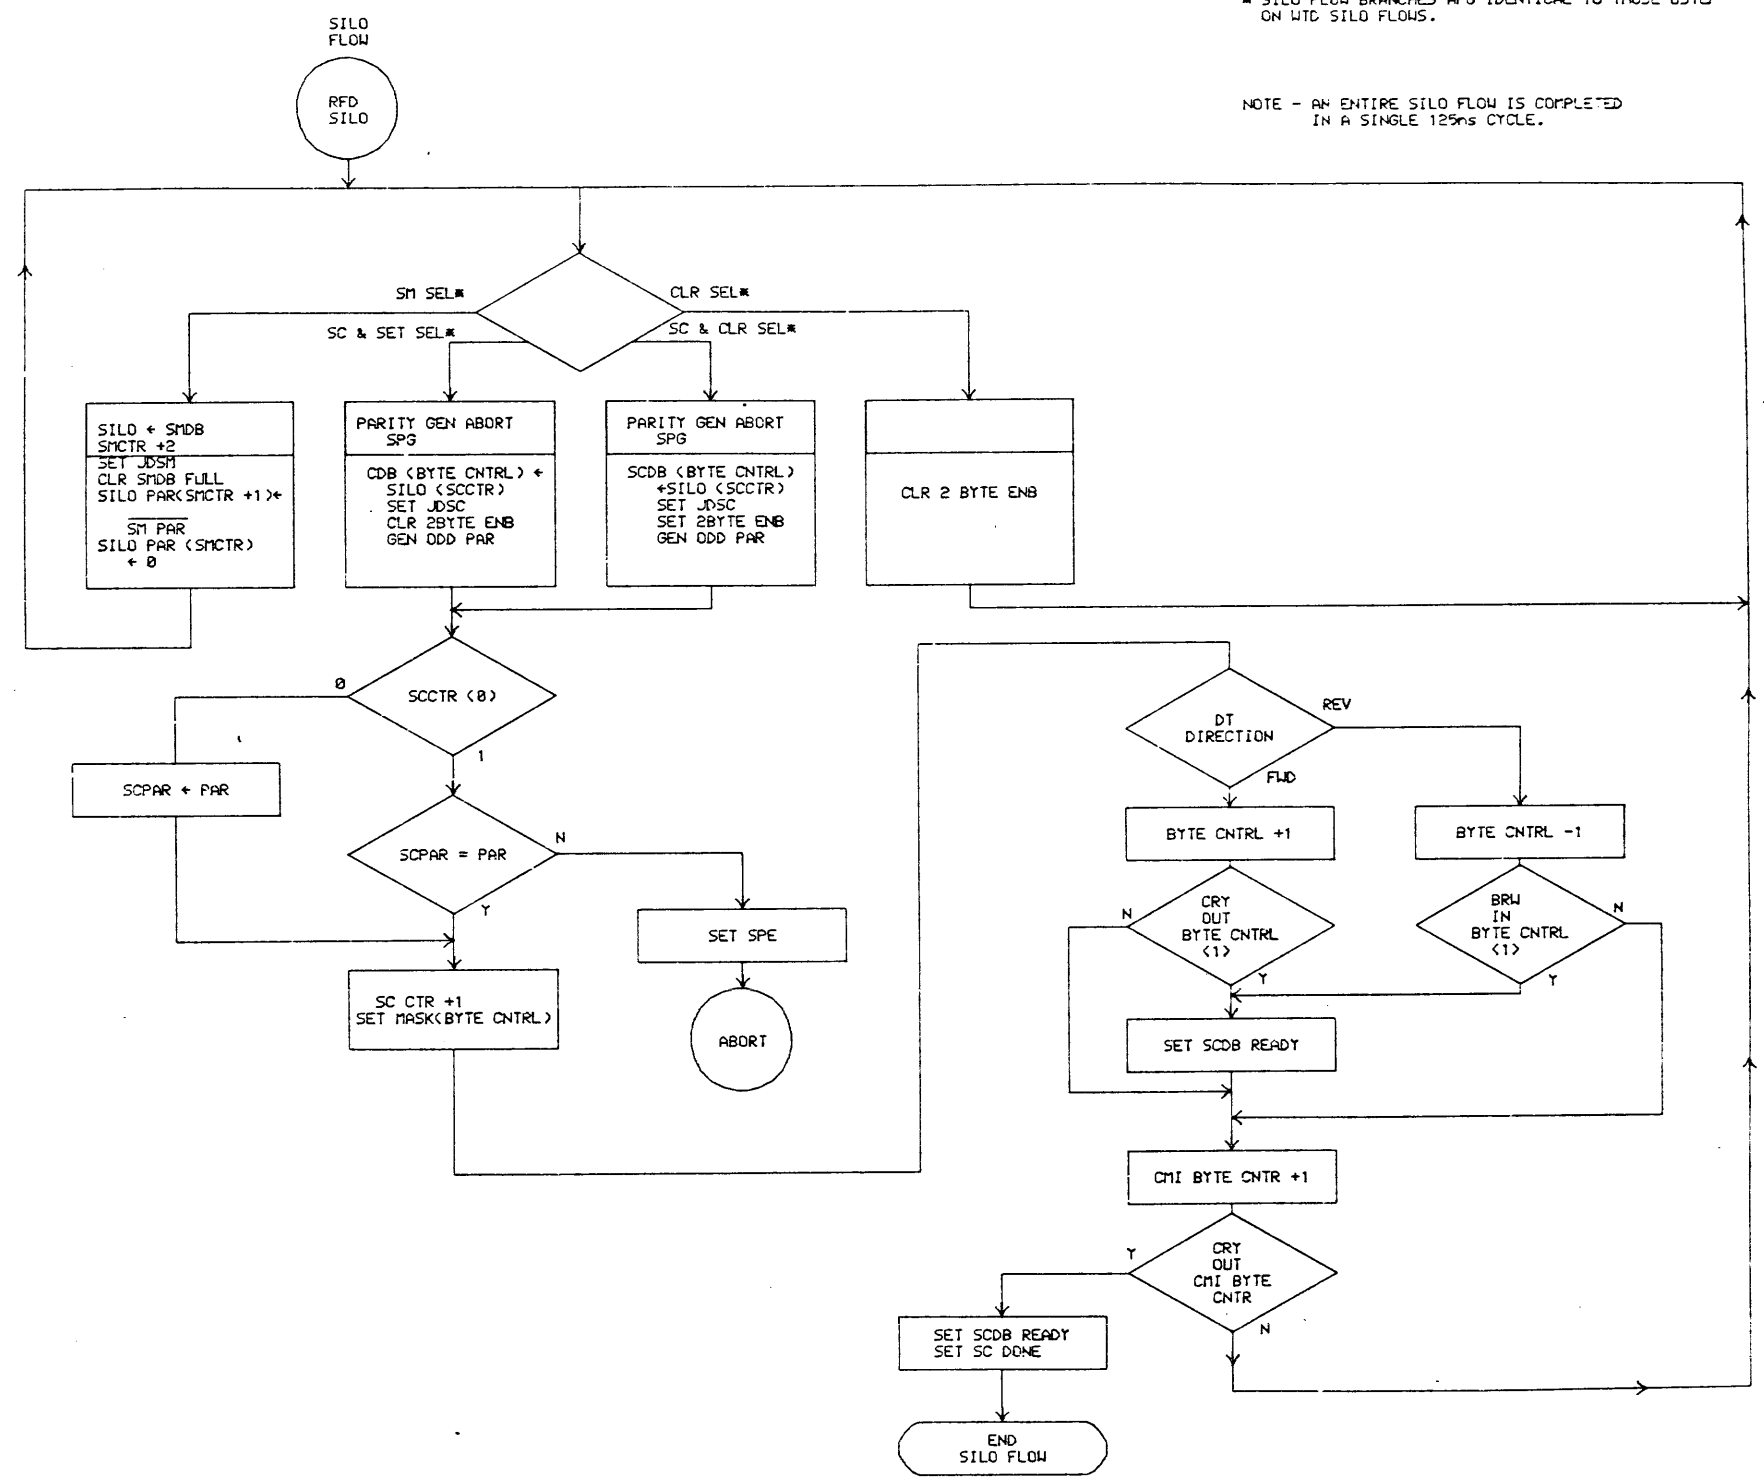 * SILO FLOW BRANCHES IDENTICAL TO THOSE
ON WTD SILO FLOWS.
SILO
FLOW
RFD
SILO
NOTE - AN ENTIRE SILO FLOW IS COMPLETED
IN A SINGLE 125ns CYCLE.
SM SEL*
CLR SEL*
SC & SET SEL*
SC & CLR SEL*
SILO ← SMDB
SMCTR +2
SET JDSM
CLR SMDB FULL
SILO PAR(SMCTR +1)←
SM PAR
SILO PAR (SMCTR)
← 0
PARITY GEN ABORT
SPG
CDB (BYTE CNTRL) ←
SILO (SCCTR)
SET JDSC
CLR 2BYTE ENB
GEN ODD PAR
PARITY GEN ABORT
SPG
SCDB (BYTE CNTRL)
←SILO (SCCTR)
SET JDSC
SET 2BYTE ENB
GEN ODD PAR
CLR 2 BYTE ENB
0
SCCTR (0)
1
SCPAR ← PAR
SCPAR = PAR
N
Y
SET SPE
ABORT
SC CTR +1
SET MASK(BYTE CNTRL)
DT
DIRECTION
REV
FWD
BYTE CNTRL +1
BYTE CNTRL -1
N
CRY
OUT
BYTE CNTRL
<1>
Y
BRW
IN
BYTE CNTRL
<1>
N
Y
SET SCDB READY
CMI BYTE CNTR +1
Y
CRY
OUT
CMI BYTE
CNTR
N
SET SCDB READY
SET SC DONE
END
SILO FLOW